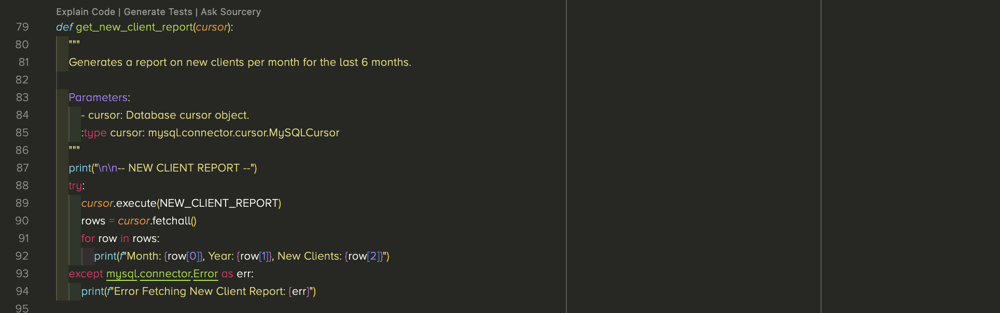 Explain Code | Generate Tests | Ask Sourcery
79 def get_new_client_report(cursor):
80 """
81 Generates a report on new clients per month for the last 6 months.
82
83 Parameters:
84 - cursor: Database cursor object.
85 :type cursor: mysql.connector.cursor.MySQLCursor
86 """
87 print("\n\n-- NEW CLIENT REPORT --")
88 try:
89 cursor.execute(NEW_CLIENT_REPORT)
90 rows = cursor.fetchall()
91 for row in rows:
92 print(f"Month: {row[0]}, Year: {row[1]}, New Clients: {row[2]}")
93 except mysql.connector.Error as err:
94 print(f"Error Fetching New Client Report: {err}")
95